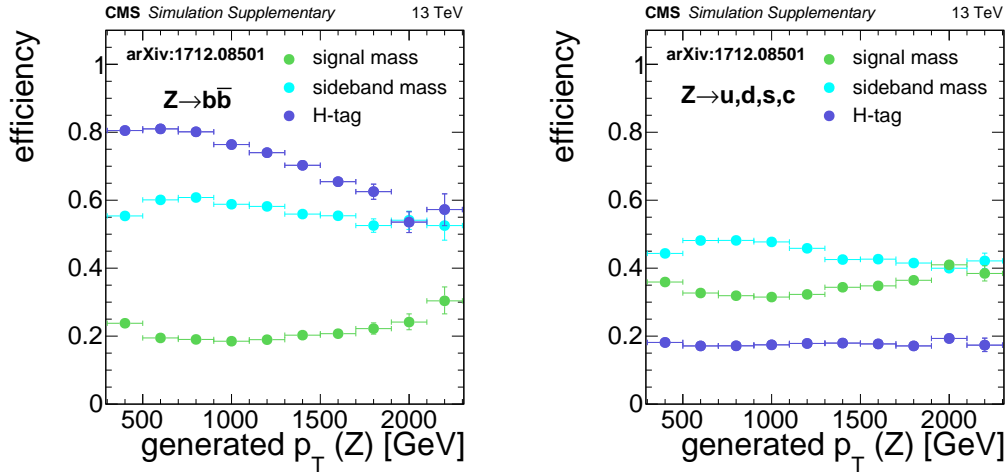 CMS Simulation Supplementary 13 TeV
efficiency
1
0.8
0.6
0.4
0.2
0
arXiv:1712.08501
Z→bb̅
signal mass
sideband mass
H-tag
500 1000 1500 2000
generated p_T (Z) [GeV]
CMS Simulation Supplementary 13 TeV
efficiency
1
0.8
0.6
0.4
0.2
0
arXiv:1712.08501
Z→u,d,s,c
signal mass
sideband mass
H-tag
500 1000 1500 2000
generated p_T (Z) [GeV]